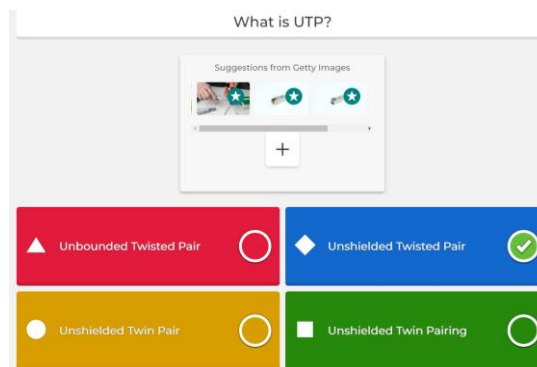 What is UTP?
Suggestions from Getty Images
+
Unbounded Twisted Pair
Unshielded Twisted Pair
Unshielded Twin Pair
Unshielded Twin Pairing